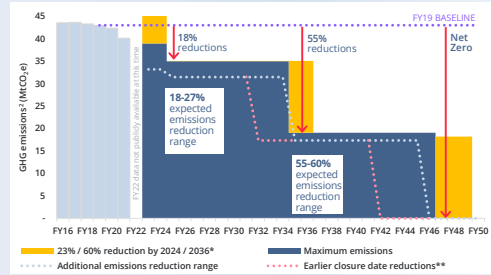 FY19 BASELINE
45
40
35
30
25
20
15
10
5
-
GHG emissions² (MtCO₂e)
FY22 data not publicly available at this time
18%
reductions
55%
reductions
Net
Zero
18-27%
expected
emissions
reduction
range
55-60%
expected
emissions
reduction
range
FY16 FY18 FY20 FY22 FY24 FY26 FY28 FY30 FY32 FY34 FY36 FY38 FY40 FY42 FY44 FY46 FY48 FY50
23% / 60% reduction by 2024 / 2036*
Maximum emissions
Additional emissions reduction range
Earlier closure date reductions**